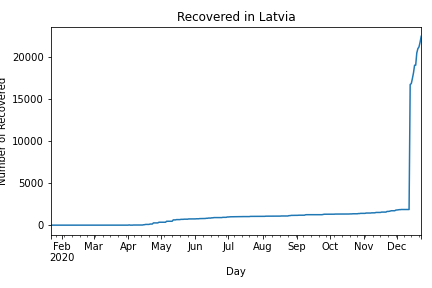 Recovered in Latvia
Number of Recovered
20000
15000
10000
5000
0
Feb Mar Apr May Jun Jul Aug Sep Oct Nov Dec
2020
Day